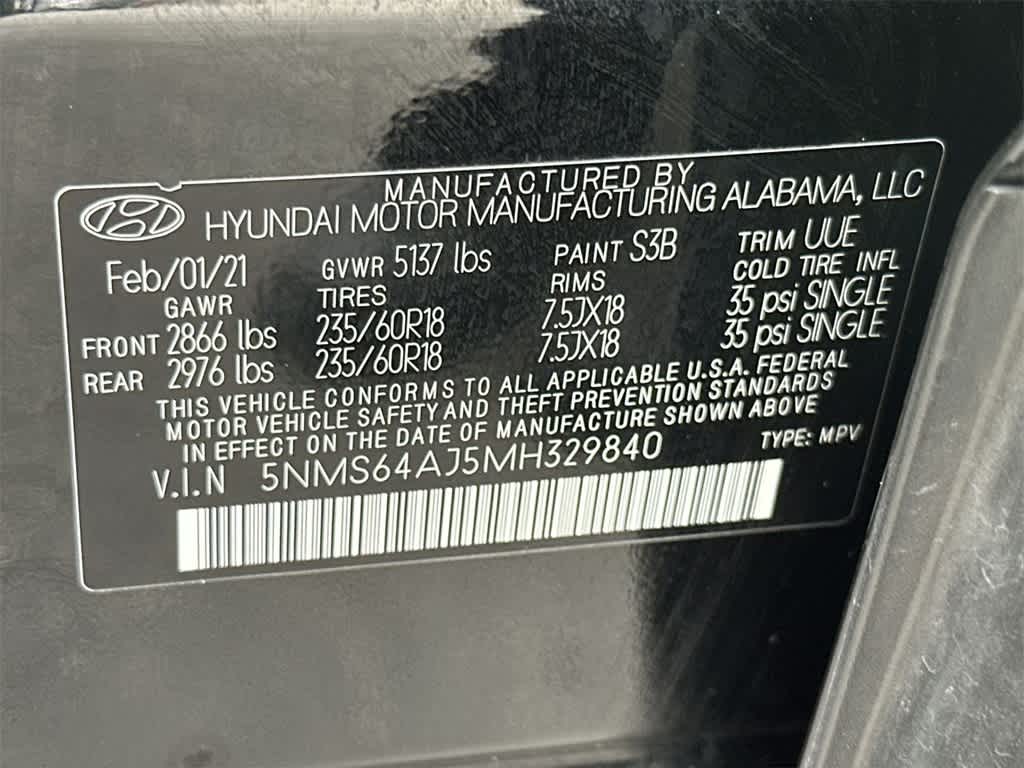 MANUFACTURED BY
HYUNDAI MOTOR MANUFACTURING ALABAMA, LLC
Feb/01/21 GVWR 5137 lbs PAINT S3B TRIM UUE
GAWR TIRES RIMS COLD TIRE INFL
FRONT 2866 lbs 235/60R18 7.5JX18 35 psi SINGLE
REAR 2976 lbs 235/60R18 7.5JX18 35 psi SINGLE
THIS VEHICLE CONFORMS TO ALL APPLICABLE U.S.A. FEDERAL
MOTOR VEHICLE SAFETY AND THEFT PREVENTION STANDARDS
IN EFFECT ON THE DATE OF MANUFACTURE SHOWN ABOVE
V.I.N 5NMS64AJ5MH329840 TYPE: MPV